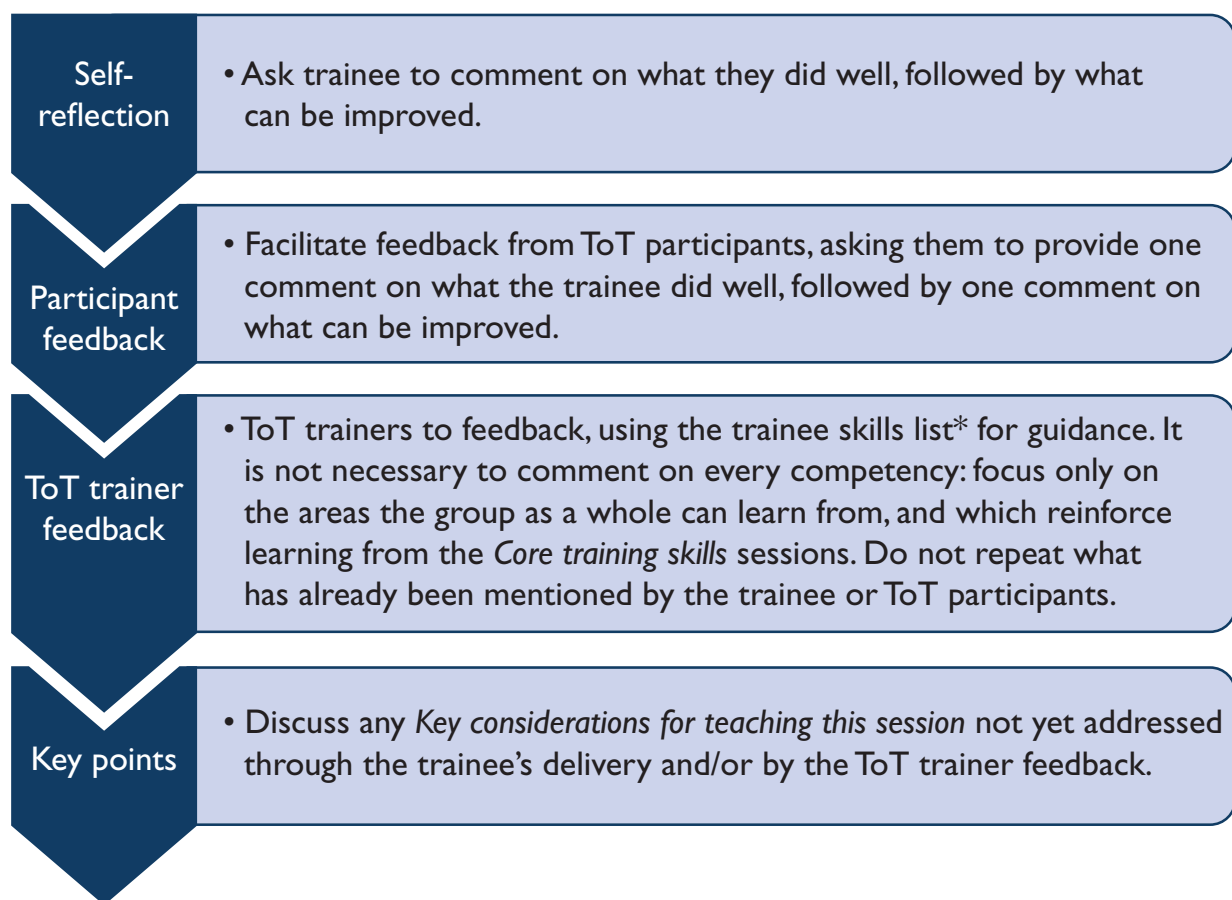 Self-
reflection
• Ask trainee to comment on what they did well, followed by what
can be improved.
Participant
feedback
• Facilitate feedback from ToT participants, asking them to provide one
comment on what the trainee did well, followed by one comment on
what can be improved.
ToT trainer
feedback
• ToT trainers to feedback, using the trainee skills list* for guidance. It
is not necessary to comment on every competency: focus only on
the areas the group as a whole can learn from, and which reinforce
learning from the Core training skills sessions. Do not repeat what
has already been mentioned by the trainee or ToT participants.
Key points
• Discuss any Key considerations for teaching this session not yet addressed
through the trainee's delivery and/or by the ToT trainer feedback.